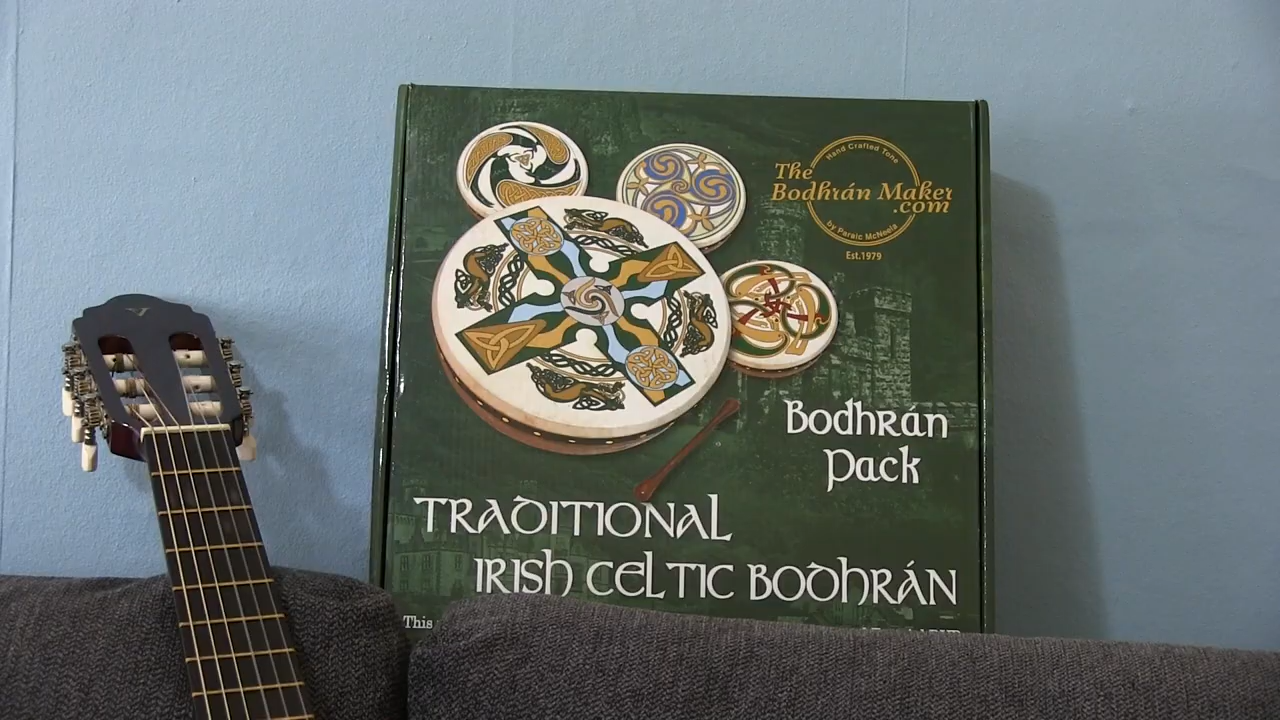 Hand Crafted Tone
The
Bodhrán Maker
.com
by Paraic McNeela
Est.1979
Bodhrán
Pack
TRADITIONAL
IRISH CELTIC BODHRÁN
This